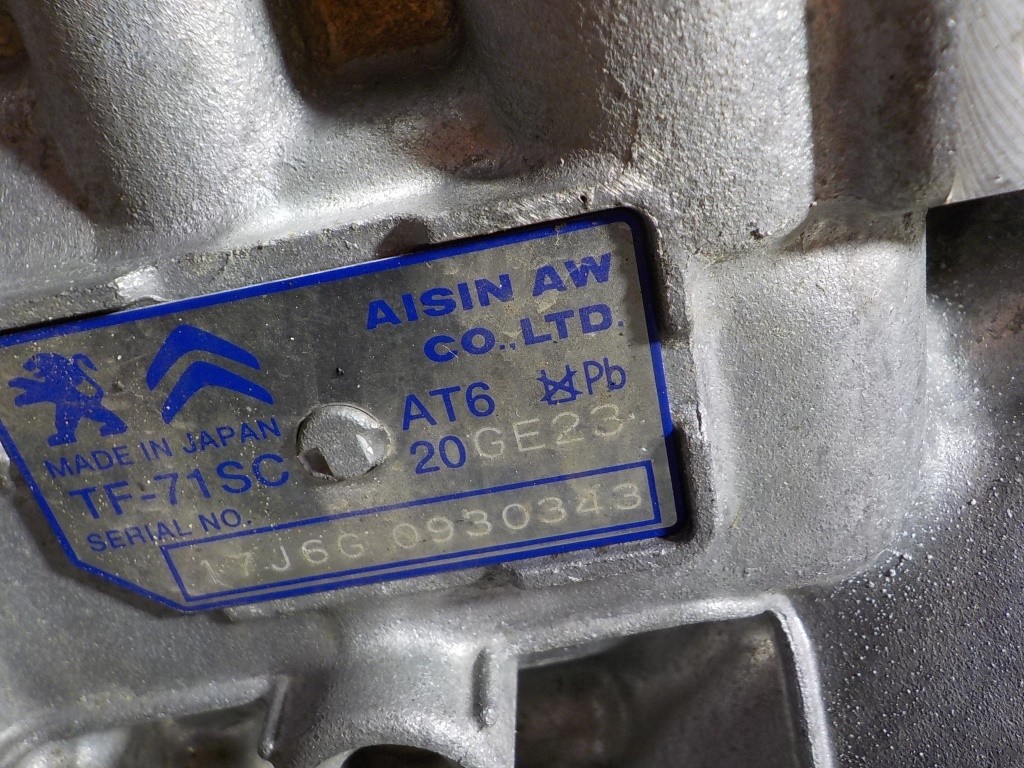 AISIN AW
CO., LTD.
AT6 Pb
MADE IN JAPAN
20GE23
TF-71SC
SERIAL NO.
17J6G 0930343